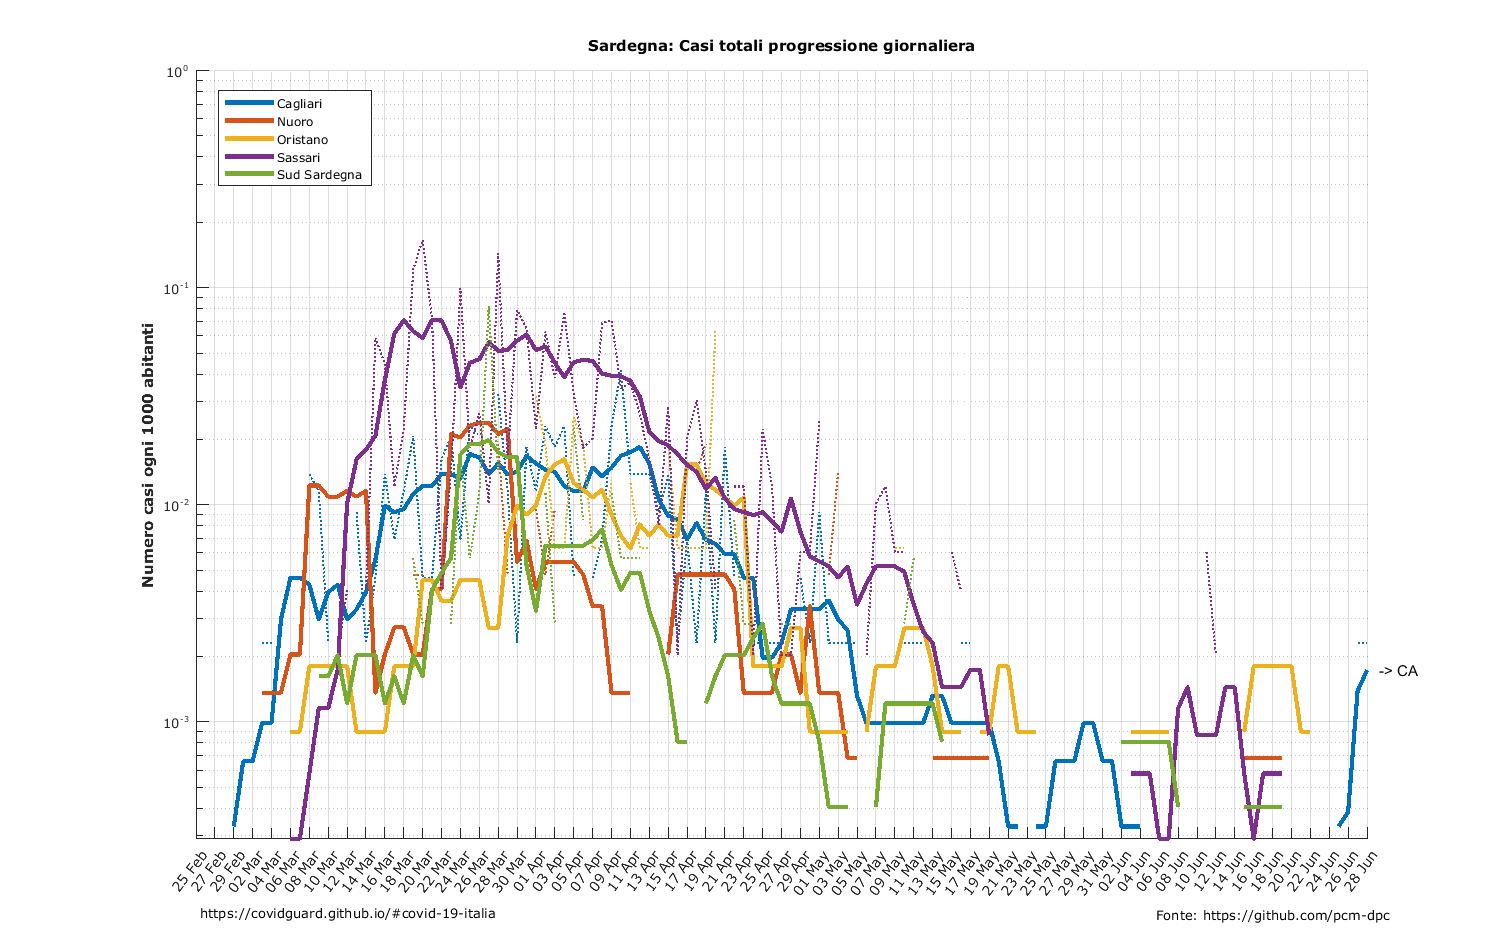 Sardegna: Casi totali progressione giornaliera
10⁰
10⁻¹
10⁻²
10⁻³
Numero casi ogni 1000 abitanti
Cagliari
Nuoro
Oristano
Sassari
Sud Sardegna
-> CA
25 Feb
27 Feb
29 Feb
02 Mar
04 Mar
06 Mar
08 Mar
10 Mar
12 Mar
14 Mar
16 Mar
18 Mar
20 Mar
22 Mar
24 Mar
26 Mar
28 Mar
30 Mar
01 Apr
03 Apr
05 Apr
07 Apr
09 Apr
11 Apr
13 Apr
15 Apr
17 Apr
19 Apr
21 Apr
23 Apr
25 Apr
27 Apr
29 Apr
01 May
03 May
05 May
07 May
09 May
11 May
13 May
15 May
17 May
19 May
21 May
23 May
25 May
27 May
29 May
31 May
02 Jun
04 Jun
06 Jun
08 Jun
10 Jun
12 Jun
14 Jun
16 Jun
18 Jun
20 Jun
22 Jun
24 Jun
26 Jun
28 Jun
https://covidguard.github.io/#covid-19-italia
Fonte: https://github.com/pcm-dpc